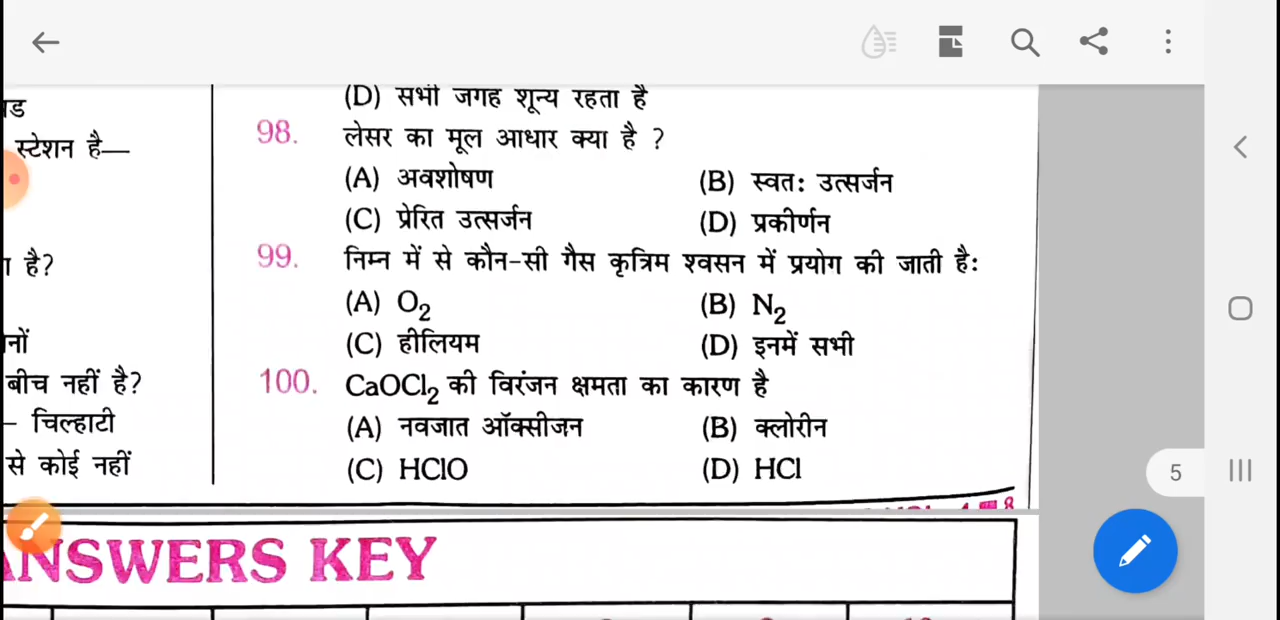 स्टेशन है—
है?
बीच नहीं है?
– चिल्हाटी
से कोई नहीं
(D) सभी जगह शून्य रहता है
98. लेसर का मूल आधार क्या है ?
(A) अवशोषण (B) स्वतः उत्सर्जन
(C) प्रेरित उत्सर्जन (D) प्रकीर्णन
99. निम्न में से कौन-सी गैस कृत्रिम श्वसन में प्रयोग की जाती है:
(A) O₂ (B) N₂
(C) हीलियम (D) इनमें सभी
100. CaOCl₂ की विरंजन क्षमता का कारण है
(A) नवजात ऑक्सीजन (B) क्लोरीन
(C) HClO (D) HCl
5
ANSWERS KEY